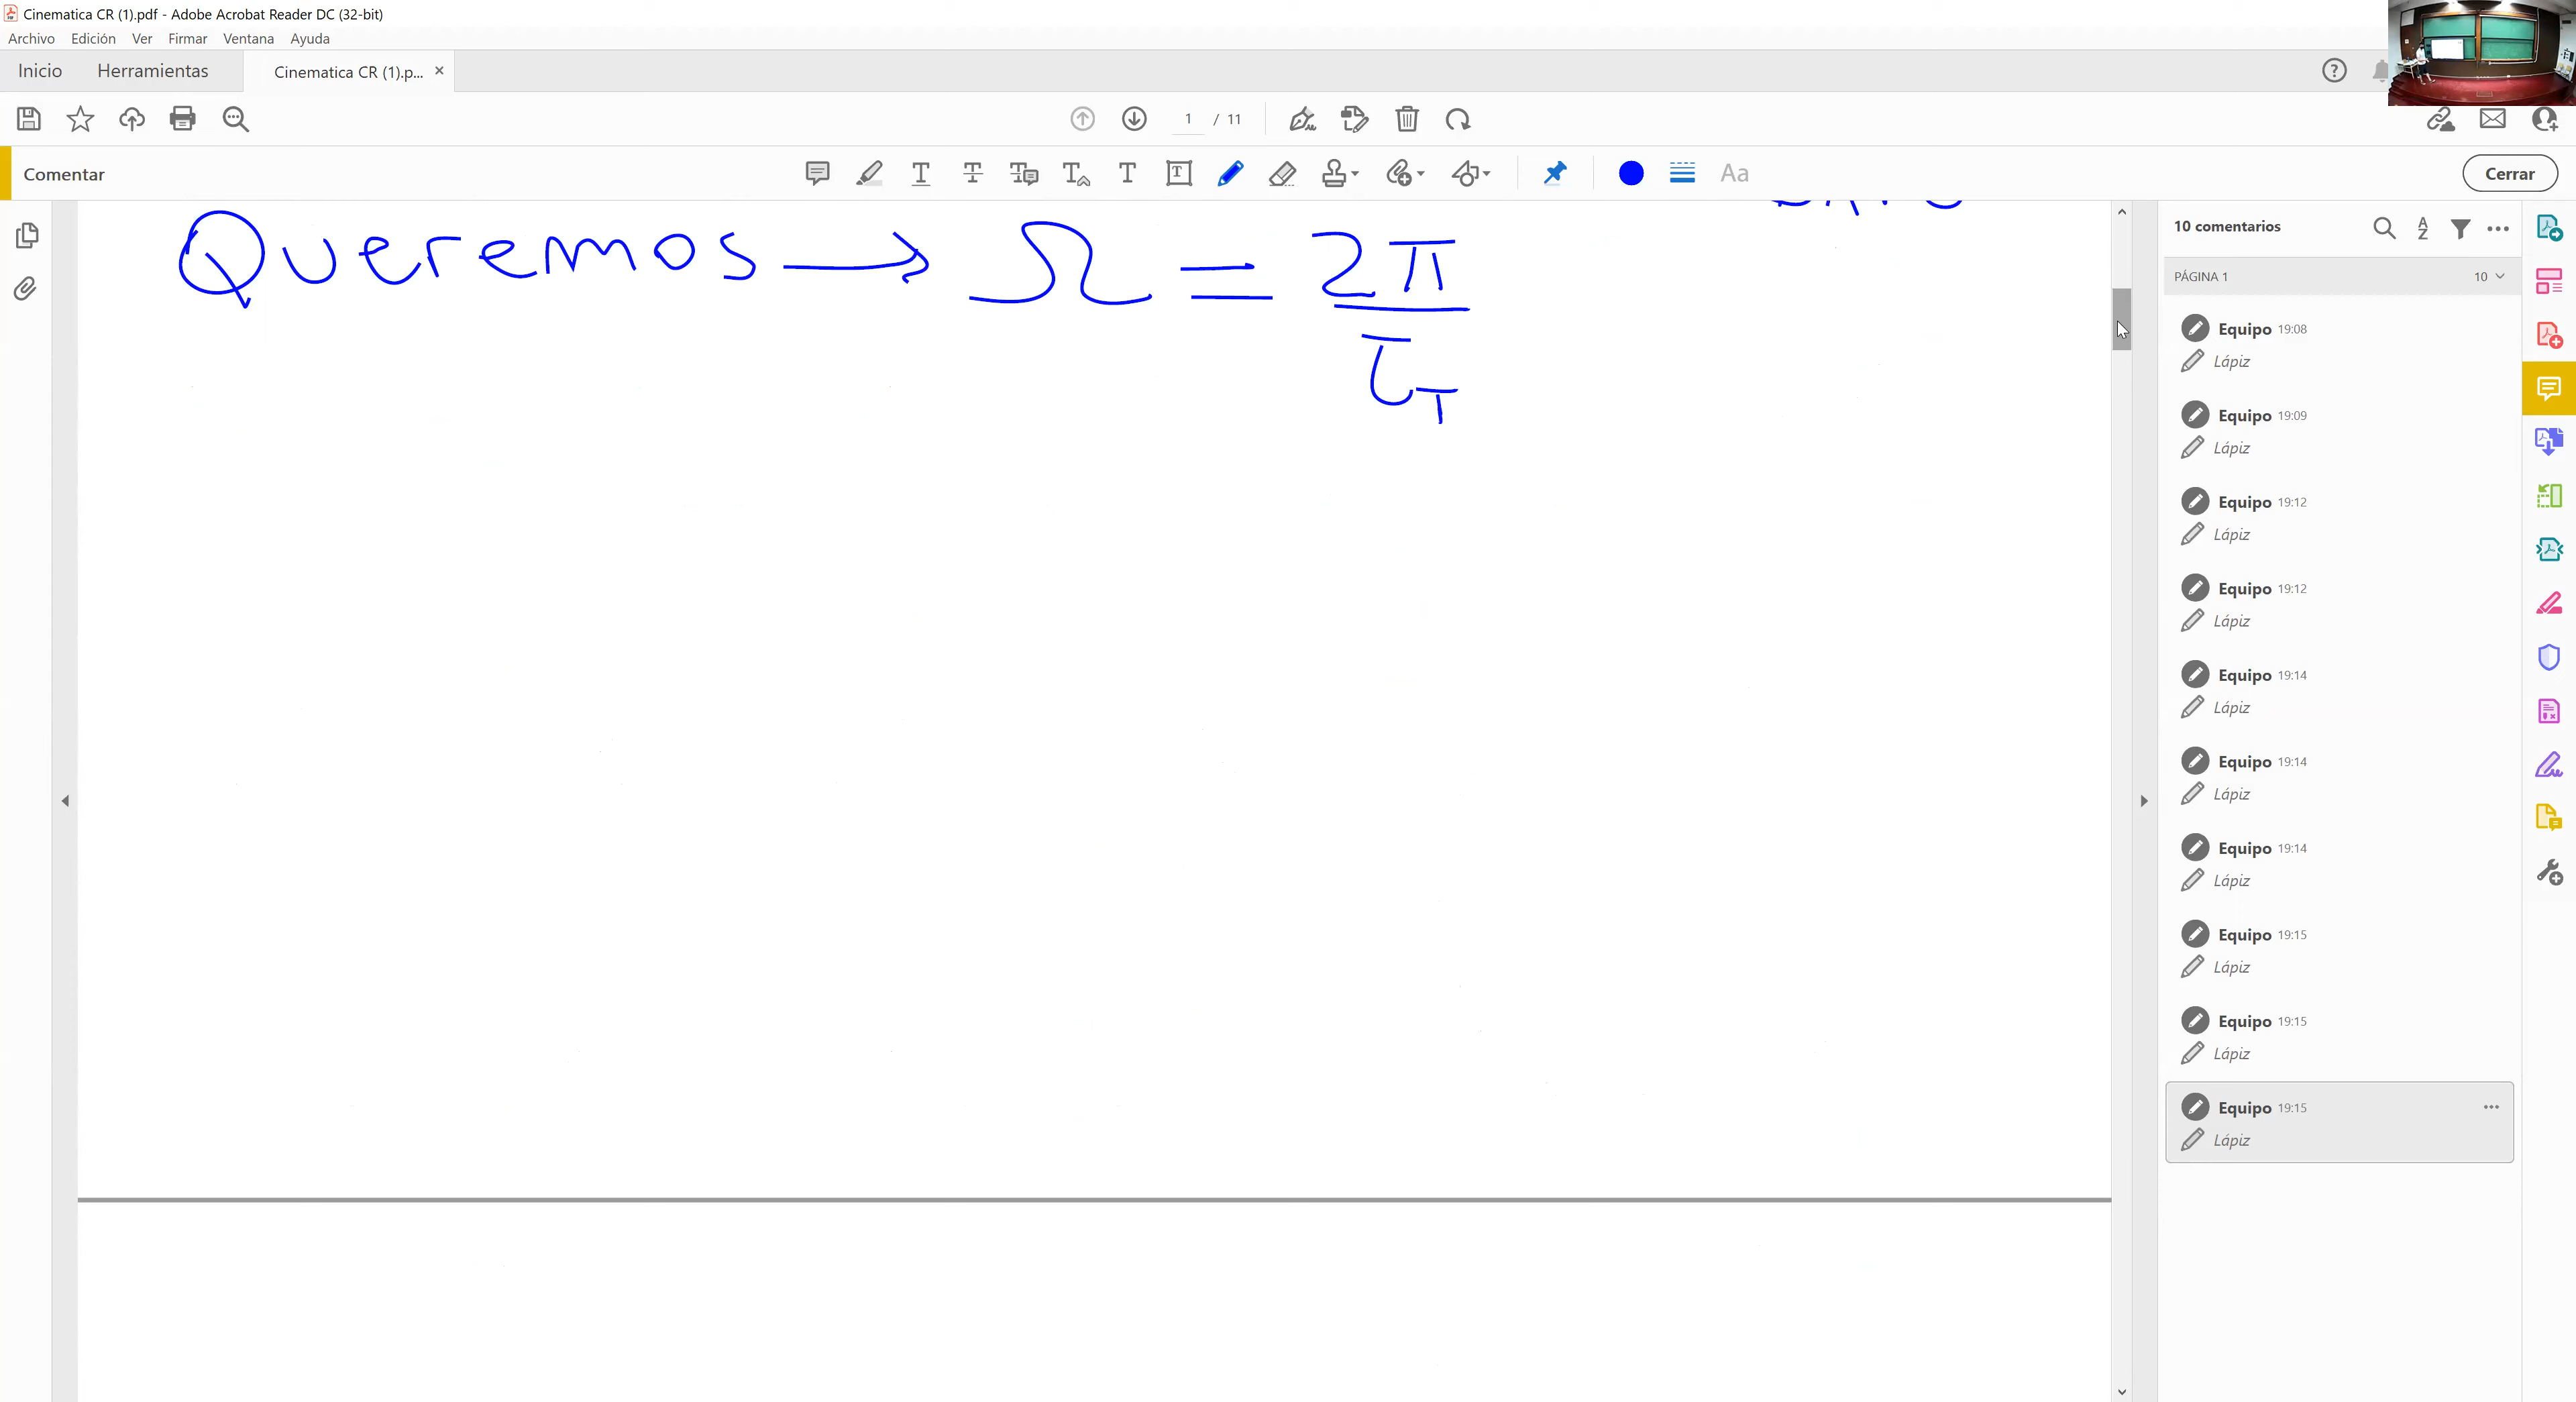 Cinematica CR (1).pdf - Adobe Acrobat Reader DC (32-bit)
Archivo Edición Ver Firmar Ventana Ayuda
Inicio Herramientas Cinematica CR (1).p... ×
1 / 11
Comentar
Aa
Cerrar
Queremos → Ω = 2π
τT
10 comentarios
PÁGINA 1 10
Equipo 19:08
Lápiz
Equipo 19:09
Lápiz
Equipo 19:12
Lápiz
Equipo 19:12
Lápiz
Equipo 19:14
Lápiz
Equipo 19:14
Lápiz
Equipo 19:14
Lápiz
Equipo 19:15
Lápiz
Equipo 19:15
Lápiz
Equipo 19:15
Lápiz